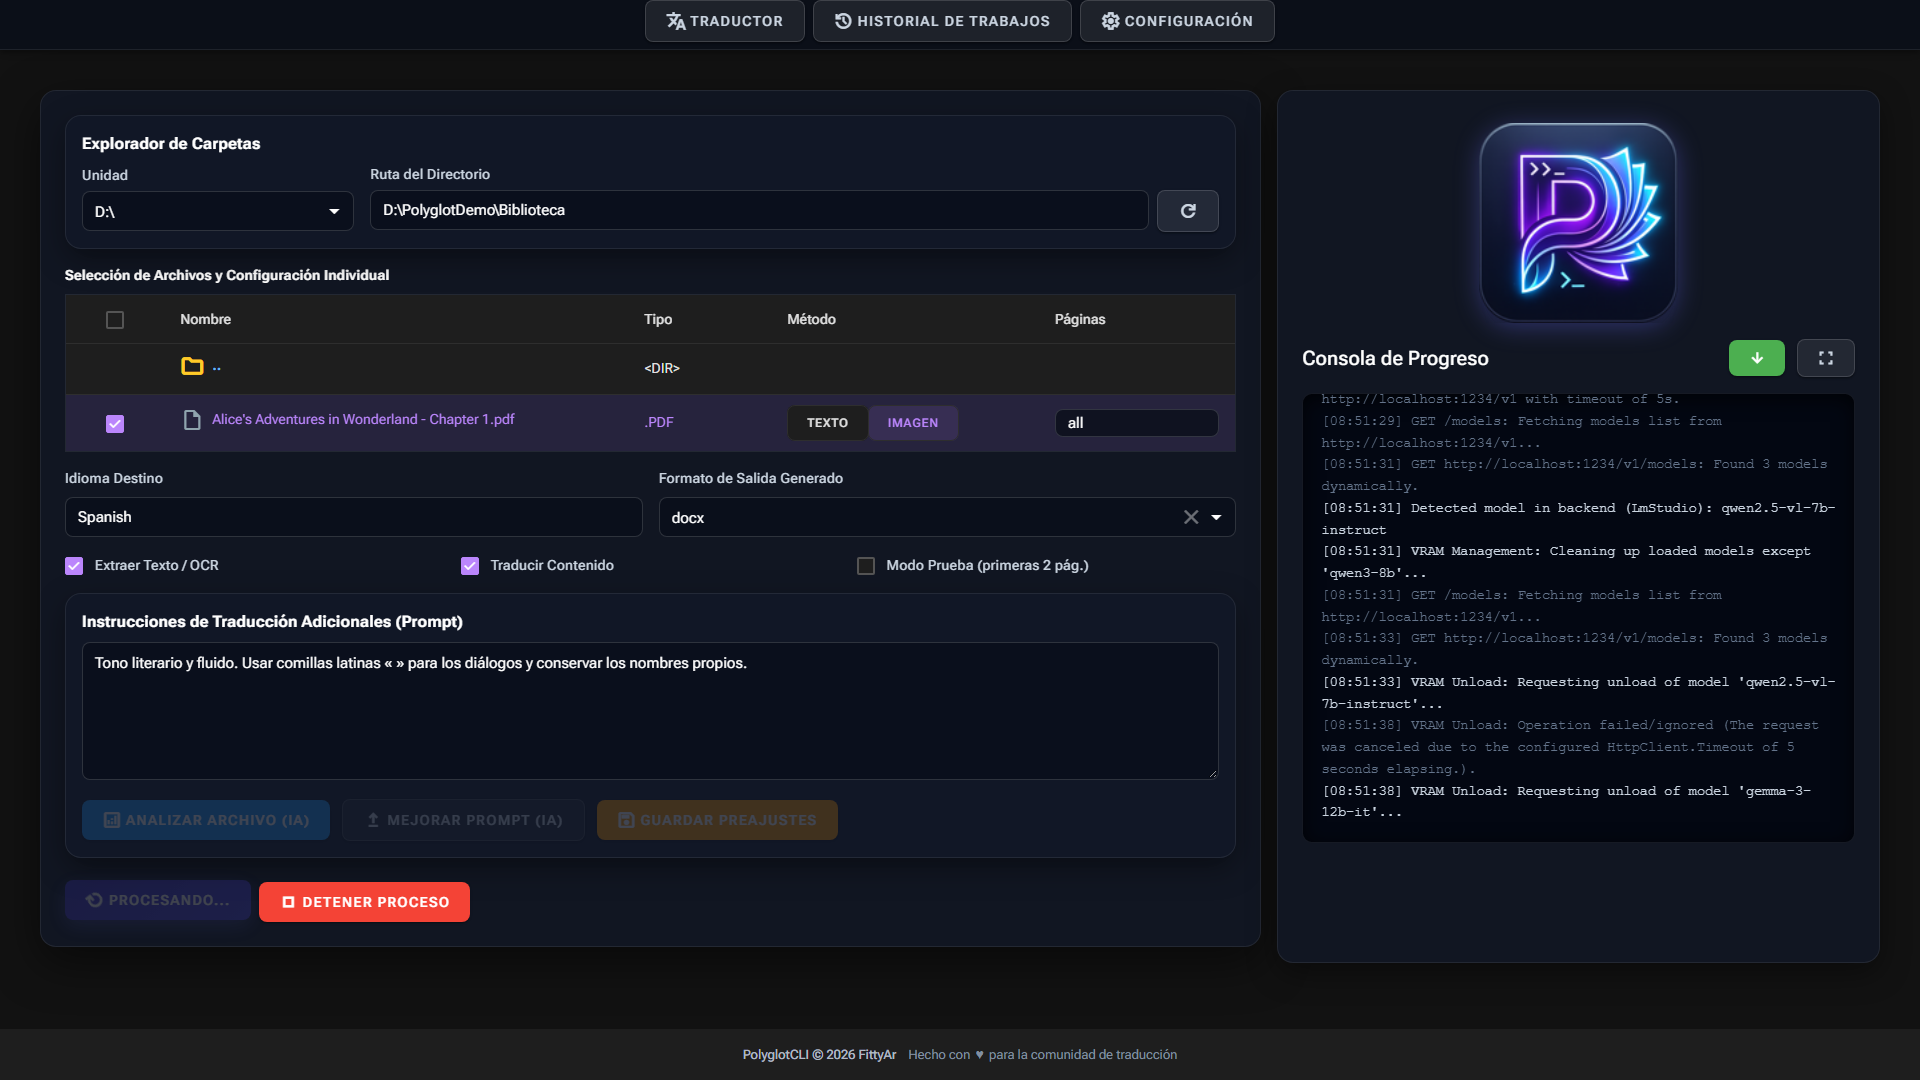 TRADUCTOR
HISTORIAL DE TRABAJOS
CONFIGURACIÓN
Explorador de Carpetas
Unidad
Ruta del Directorio
D:\
D:\PolyglotDemo\Biblioteca
Selección de Archivos y Configuración Individual
Nombre Tipo Método Páginas
.. <DIR>
Alice's Adventures in Wonderland - Chapter 1.pdf .PDF TEXTO IMAGEN all
Idioma Destino
Formato de Salida Generado
Spanish
docx
Extraer Texto / OCR
Traducir Contenido
Modo Prueba (primeras 2 pág.)
Instrucciones de Traducción Adicionales (Prompt)
Tono literario y fluido. Usar comillas latinas « » para los diálogos y conservar los nombres propios.
ANALIZAR ARCHIVO (IA)
MEJORAR PROMPT (IA)
GUARDAR PREAJUSTES
PROCESANDO...
DETENER PROCESO
>>_
>_
Consola de Progreso
http://localhost:1234/v1 with timeout of 5s.
[08:51:29] GET /models: Fetching models list from
http://localhost:1234/v1...
[08:51:31] GET http://localhost:1234/v1/models: Found 3 models
dynamically.
[08:51:31] Detected model in backend (LmStudio): qwen2.5-vl-7b-
instruct
[08:51:31] VRAM Management: Cleaning up loaded models except
'qwen3-8b'...
[08:51:31] GET /models: Fetching models list from
http://localhost:1234/v1...
[08:51:33] GET http://localhost:1234/v1/models: Found 3 models
dynamically.
[08:51:33] VRAM Unload: Requesting unload of model 'qwen2.5-vl-
7b-instruct'...
[08:51:38] VRAM Unload: Operation failed/ignored (The request
was canceled due to the configured HttpClient.Timeout of 5
seconds elapsing.).
[08:51:38] VRAM Unload: Requesting unload of model 'gemma-3-
12b-it'...
PolyglotCLI © 2026 FittyAr Hecho con ♥ para la comunidad de traducción